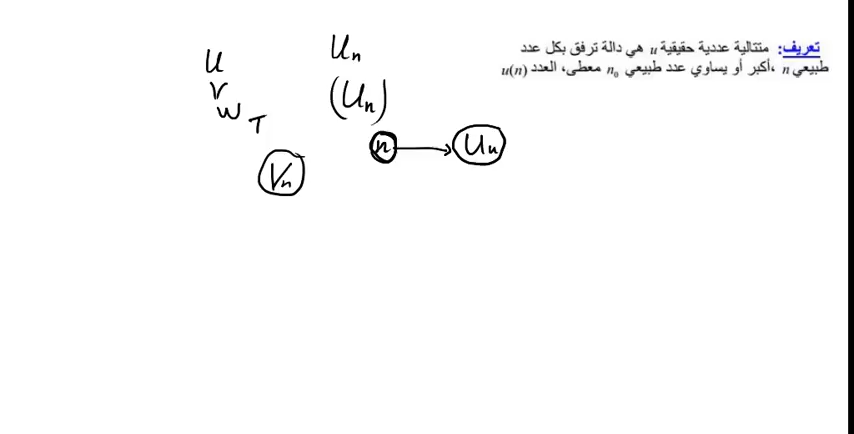 تعريف: متتالية عددية حقيقية u هي دالة ترفق بكل عدد
طبيعي n ،أكبر أو يساوي عدد طبيعي n₀ معطى، العدد u(n)
u
v
w
T
Vn
Un
(Un)
n → Un